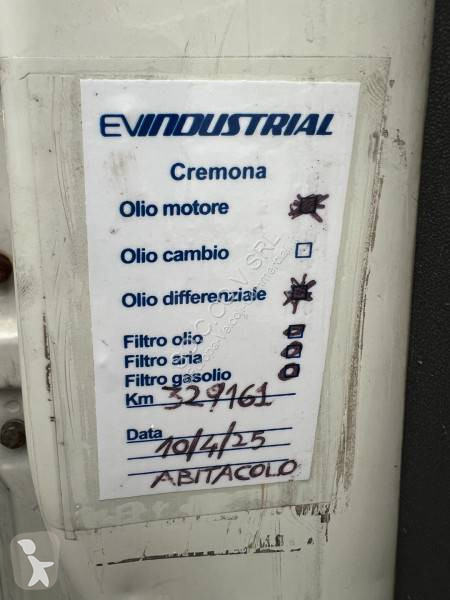 EVINDUSTRIAL
Cremona
Olio motore
Olio cambio
Olio differenziale
Filtro olio
Filtro aria
Filtro gasolio
Km 329161
Data 10/4/25
ABITACOLO